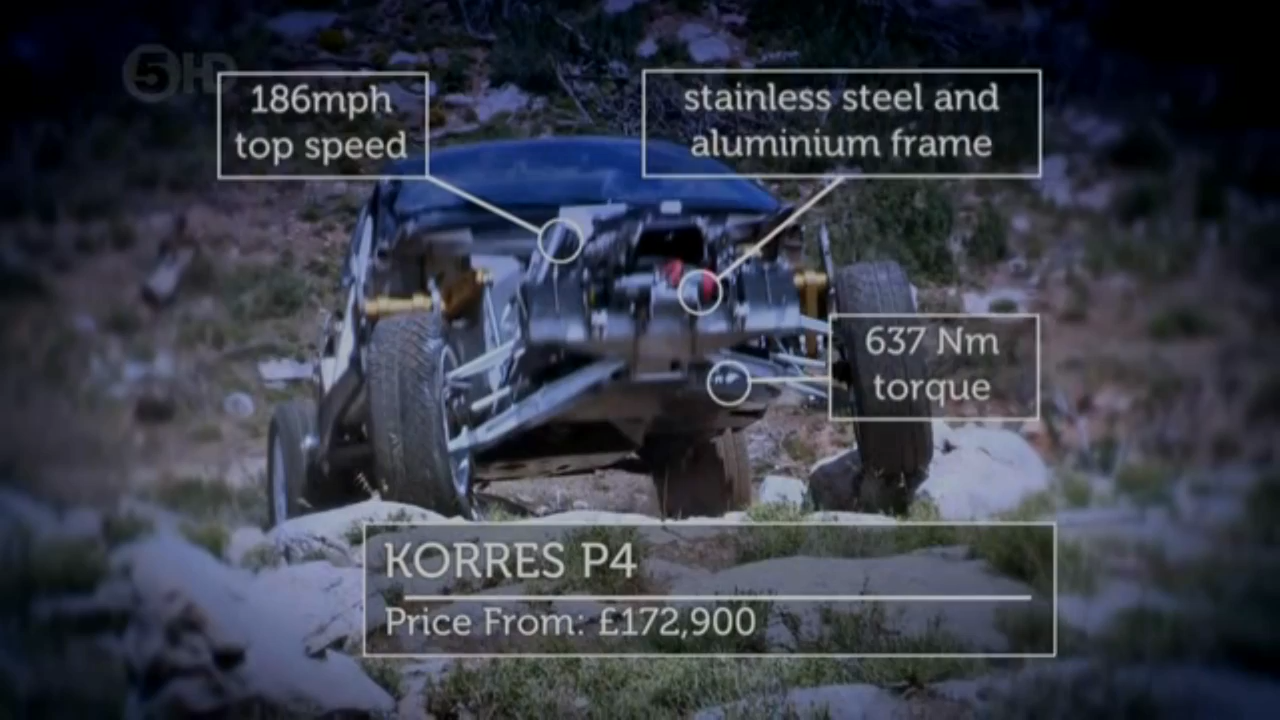 5HD
186mph
top speed
stainless steel and
aluminium frame
637 Nm
torque
KORRES P4
Price From: £172,900